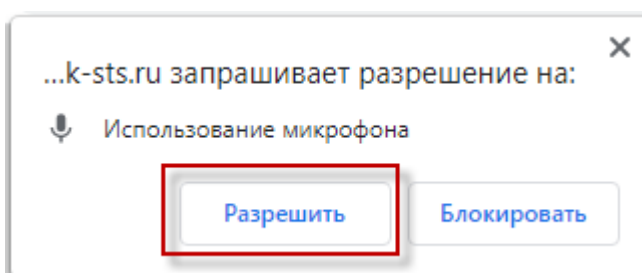 ...k-sts.ru запрашивает разрешение на:
Использование микрофона
Разрешить
Блокировать